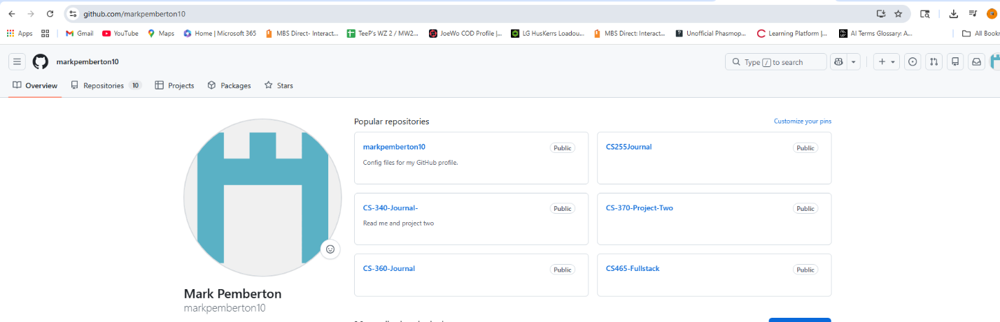 github.com/markpemberton10
Apps Gmail YouTube Maps Home | Microsoft 365 MBS Direct- Interact... TeeP's WZ 2 / MW2... JoeWo COD Profile |... LG HusKerrs Loadou... MBS Direct: Interact... Unofficial Phasmop... Learning Platform |... AI Terms Glossary: A... All Bookm
markpemberton10 Type / to search
Overview Repositories 10 Projects Packages Stars
Popular repositories Customize your pins
markpemberton10 Public CS255Journal Public
Config files for my GitHub profile.
CS-340-Journal- Public CS-370-Project-Two Public
Read me and project two
CS-360-Journal Public CS465-Fullstack Public
Mark Pemberton
markpemberton10